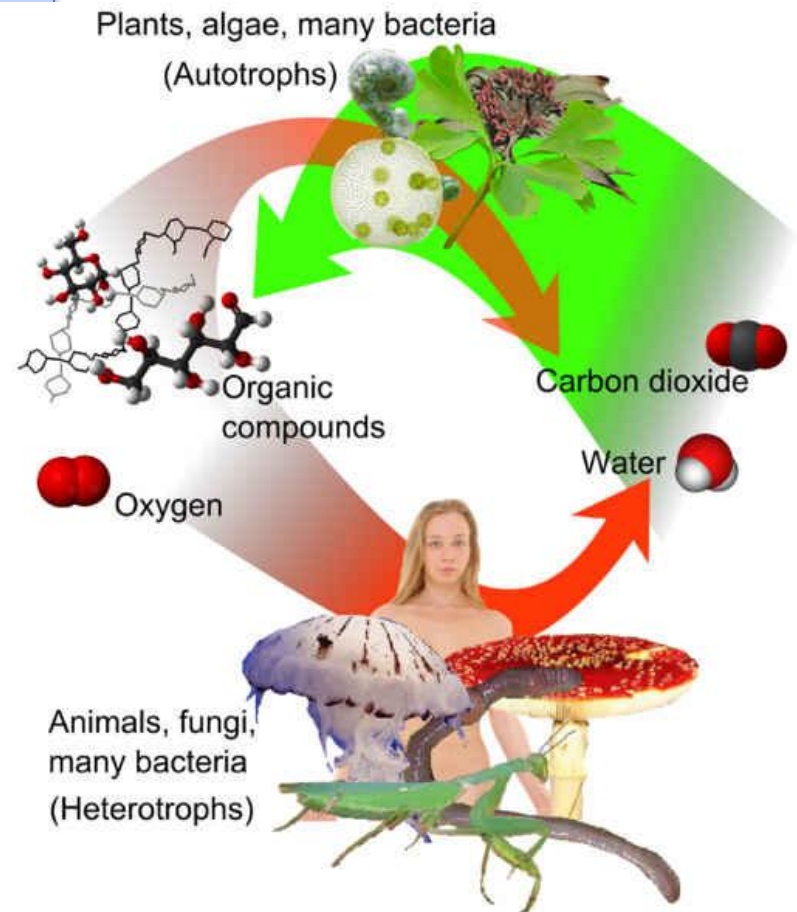 Plants, algae, many bacteria
(Autotrophs)
Organic
compounds
Carbon dioxide
Water
Oxygen
Animals, fungi,
many bacteria
(Heterotrophs)